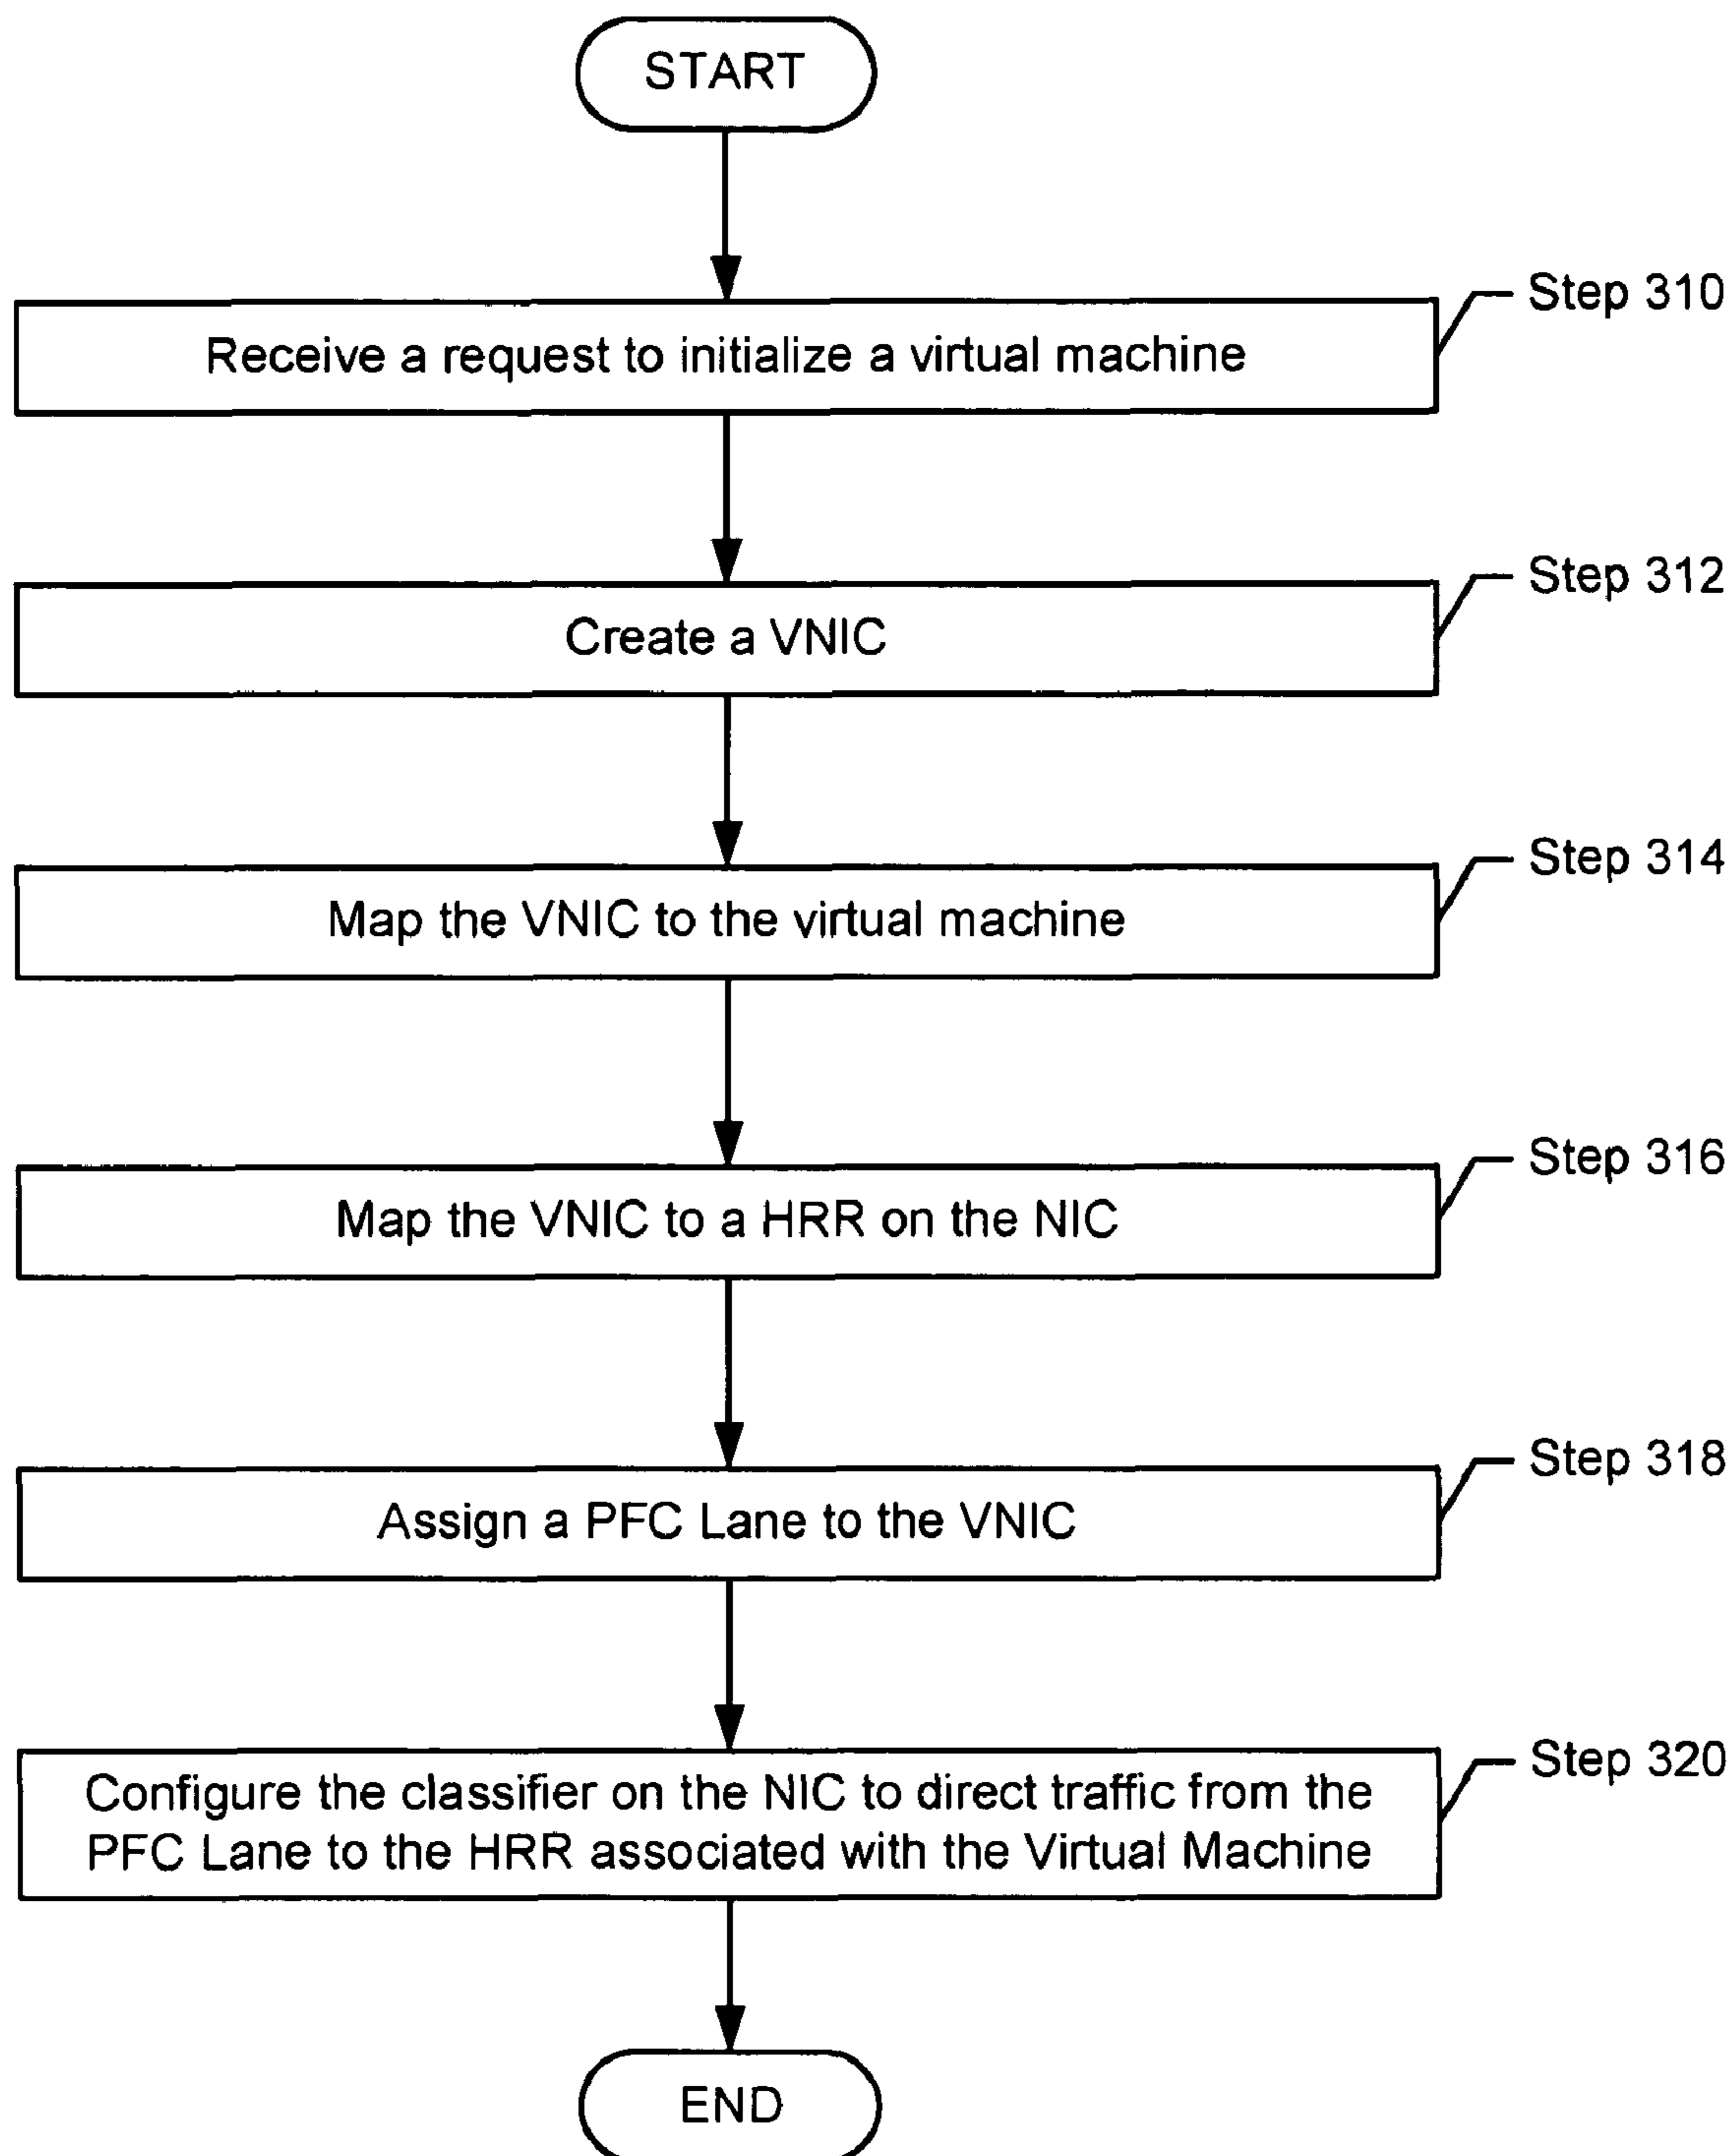 START
Step 310
Receive a request to initialize a virtual machine
Step 312
Create a VNIC
Step 314
Map the VNIC to the virtual machine
Step 316
Map the VNIC to a HRR on the NIC
Step 318
Assign a PFC Lane to the VNIC
Step 320
Configure the classifier on the NIC to direct traffic from the
PFC Lane to the HRR associated with the Virtual Machine
END